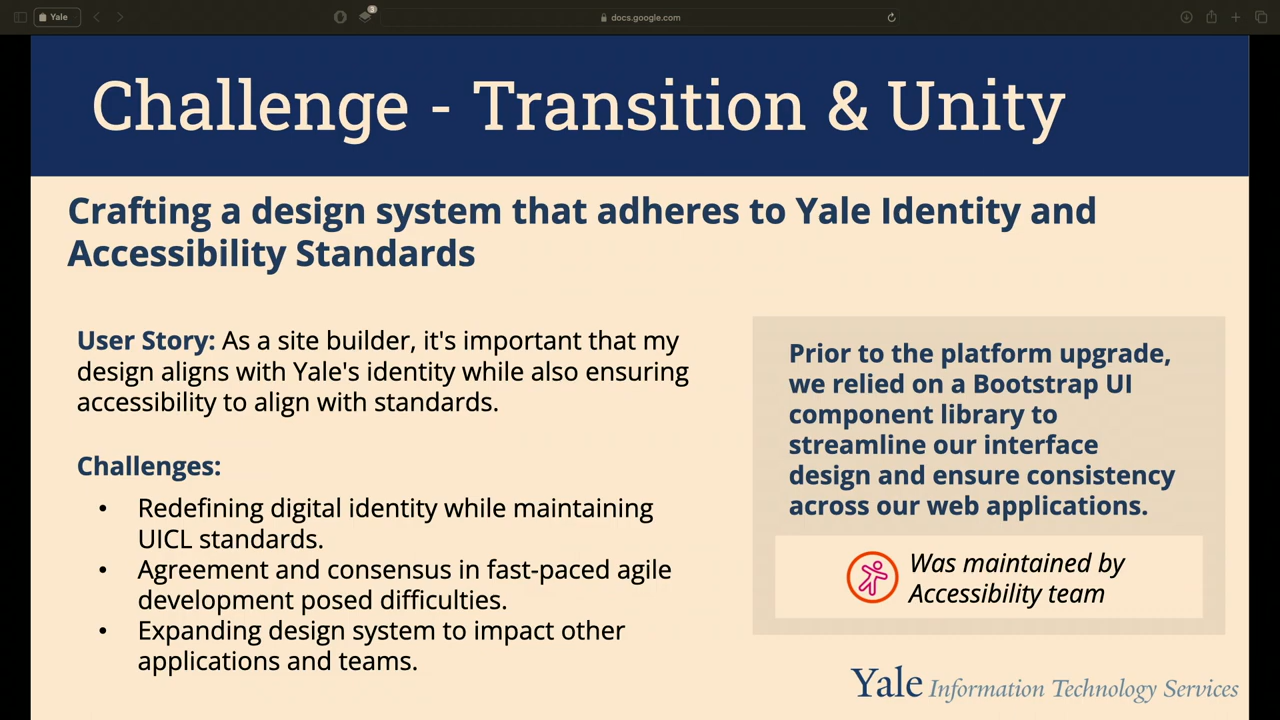 Yale
3
docs.google.com
Challenge - Transition & Unity
Crafting a design system that adheres to Yale Identity and
Accessibility Standards
User Story: As a site builder, it's important that my
design aligns with Yale's identity while also ensuring
accessibility to align with standards.
Challenges:
• Redefining digital identity while maintaining
UICL standards.
• Agreement and consensus in fast-paced agile
development posed difficulties.
• Expanding design system to impact other
applications and teams.
Prior to the platform upgrade,
we relied on a Bootstrap UI
component library to
streamline our interface
design and ensure consistency
across our web applications.
Was maintained by
Accessibility team
Yale Information Technology Services